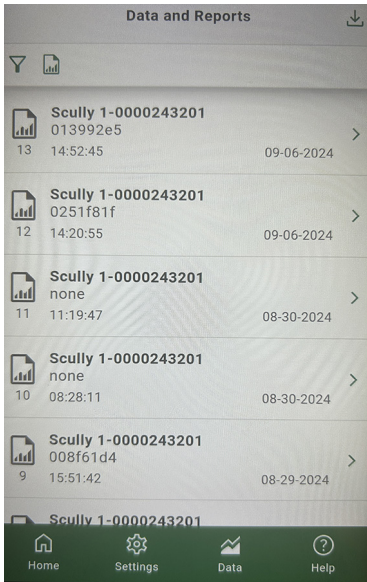 Data and Reports
Scully 1-0000243201
013992e5
13 14:52:45 09-06-2024
Scully 1-0000243201
0251f81f
12 14:20:55 09-06-2024
Scully 1-0000243201
none
11 11:19:47 08-30-2024
Scully 1-0000243201
none
10 08:28:11 08-30-2024
Scully 1-0000243201
008f61d4
9 15:51:42 08-29-2024
Scully 1-0000243201
Home Settings Data Help